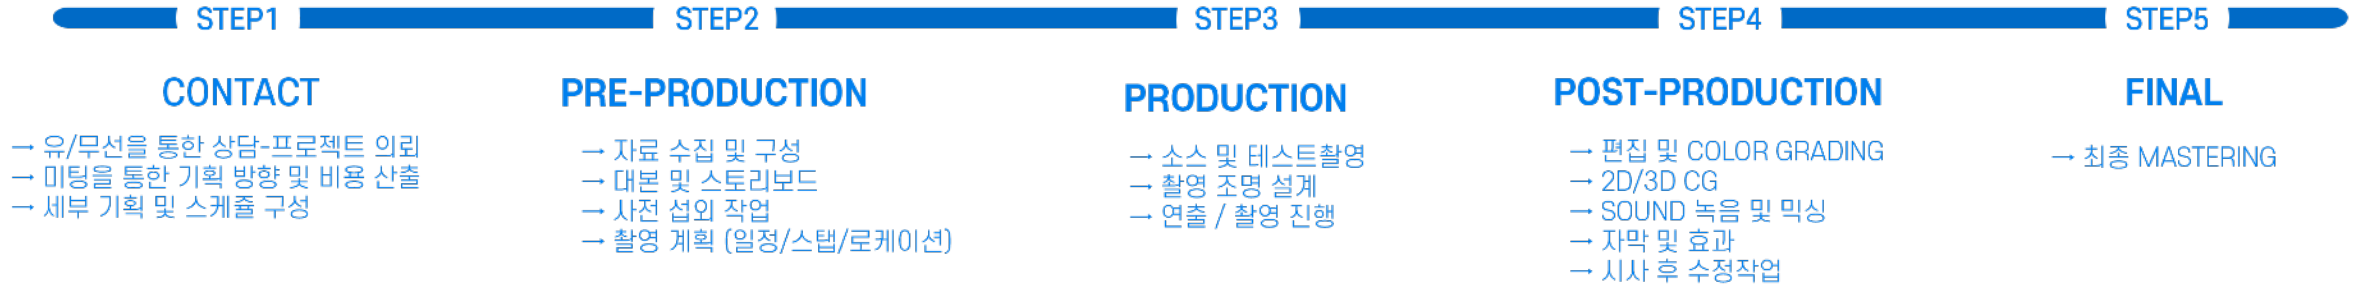 STEP1
STEP2
STEP3
STEP4
STEP5
CONTACT
→ 유/무선을 통한 상담-프로젝트 의뢰
→ 미팅을 통한 기획 방향 및 비용 산출
→ 세부 기획 및 스케쥴 구성
PRE-PRODUCTION
→ 자료 수집 및 구성
→ 대본 및 스토리보드
→ 사전 섭외 작업
→ 촬영 계획 (일정/스탭/로케이션)
PRODUCTION
→ 소스 및 테스트촬영
→ 촬영 조명 설계
→ 연출 / 촬영 진행
POST-PRODUCTION
→ 편집 및 COLOR GRADING
→ 2D/3D CG
→ SOUND 녹음 및 믹싱
→ 자막 및 효과
→ 시사 후 수정작업
FINAL
→ 최종 MASTERING